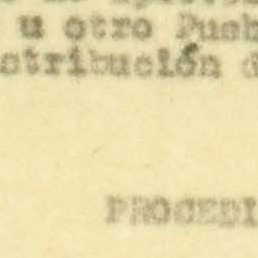 u otro Pueb
stribución d
PROCEDI